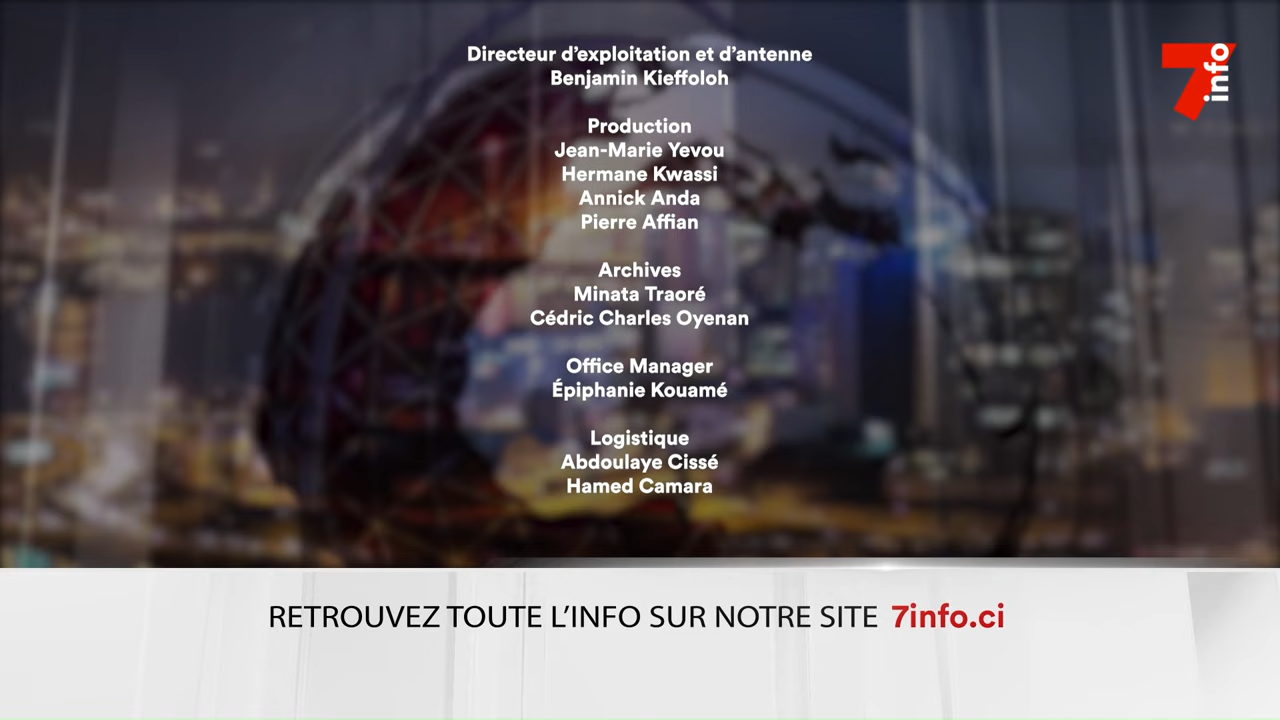 Directeur d’exploitation et d’antenne
Benjamin Kieffoloh
Production
Jean-Marie Yevou
Hermane Kwassi
Annick Anda
Pierre Affian
Archives
Minata Traoré
Cédric Charles Oyenan
Office Manager
Épiphanie Kouamé
Logistique
Abdoulaye Cissé
Hamed Camara
7info
RETROUVEZ TOUTE L’INFO SUR NOTRE SITE 7info.ci